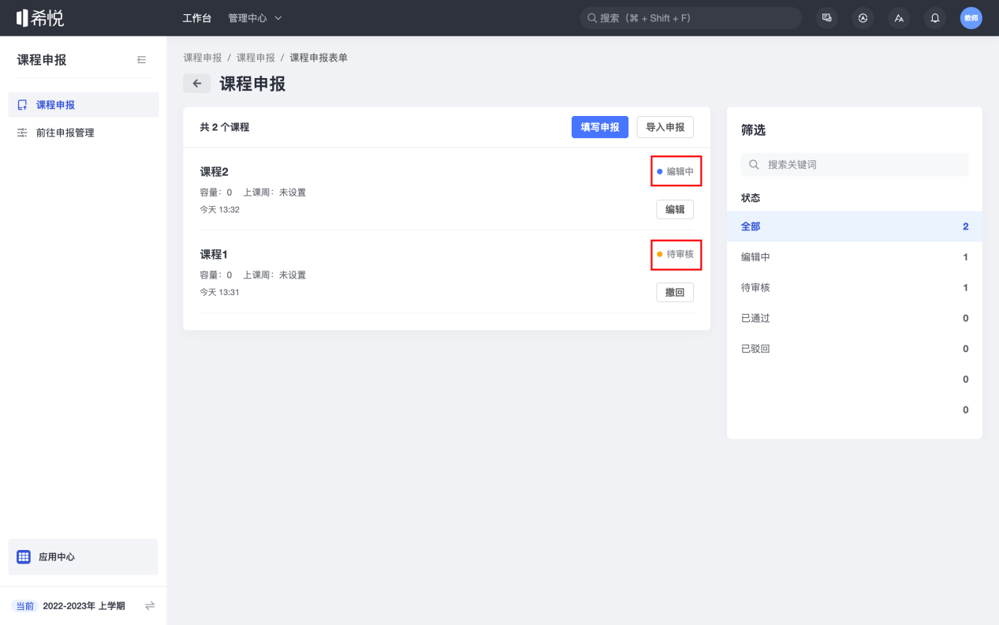 希悦
工作台 管理中心
搜索（⌘ + Shift + F）
教师
课程申报
课程申报
前往申报管理
应用中心
当前 2022-2023年 上学期
课程申报 / 课程申报 / 课程申报表单
课程申报
共 2 个课程
填写申报 导入申报
课程2
编辑中
容量：0 上课周：未设置
今天 13:32
编辑
课程1
待审核
容量：0 上课周：未设置
今天 13:31
撤回
筛选
搜索关键词
状态
全部 2
编辑中 1
待审核 1
已通过 0
已驳回 0
0
0